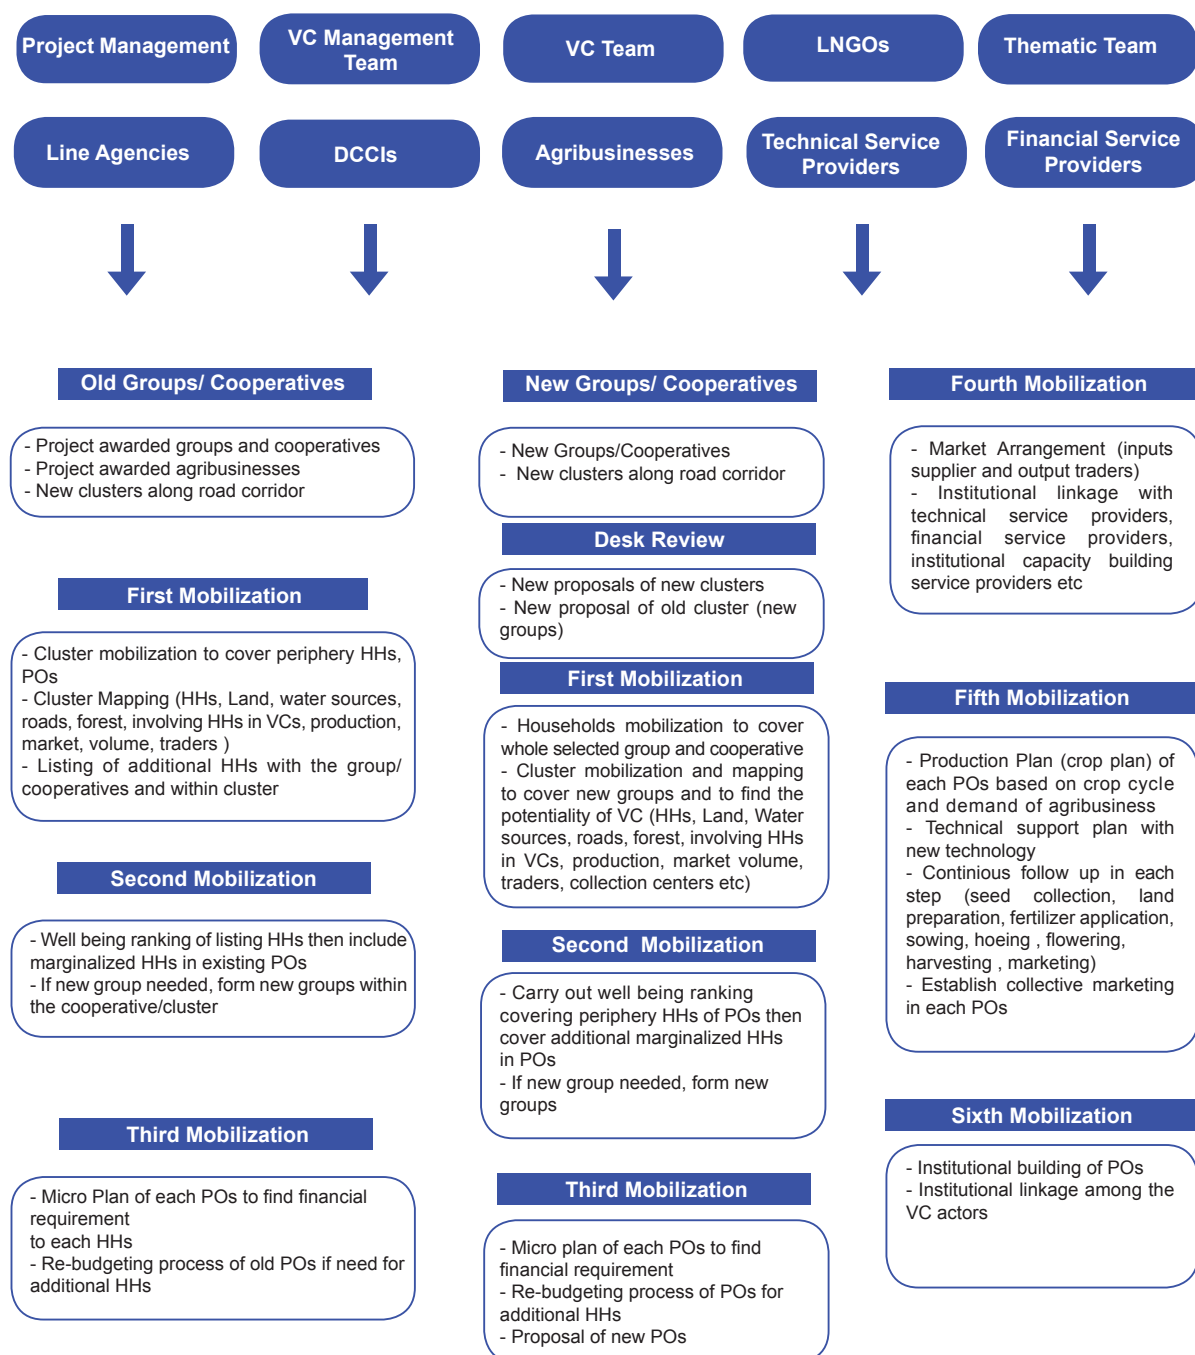 Project Management
VC Management
Team
VC Team
LNGOs
Thematic Team
Line Agencies
DCCIs
Agribusinesses
Technical Service
Providers
Financial Service
Providers
Old Groups/ Cooperatives
- Project awarded groups and cooperatives
- Project awarded agribusinesses
- New clusters along road corridor
First Mobilization
- Cluster mobilization to cover periphery HHs,
POs
- Cluster Mapping (HHs, Land, water sources,
roads, forest, involving HHs in VCs, production,
market, volume, traders )
- Listing of additional HHs with the group/
cooperatives and within cluster
Second Mobilization
- Well being ranking of listing HHs then include
marginalized HHs in existing POs
- If new group needed, form new groups within
the cooperative/cluster
Third Mobilization
- Micro Plan of each POs to find financial
requirement
to each HHs
- Re-budgeting process of old POs if need for
additional HHs
New Groups/ Cooperatives
- New Groups/Cooperatives
- New clusters along road corridor
Desk Review
- New proposals of new clusters
- New proposal of old cluster (new
groups)
First Mobilization
- Households mobilization to cover
whole selected group and cooperative
- Cluster mobilization and mapping
to cover new groups and to find the
potentiality of VC (HHs, Land, Water
sources, roads, forest, involving HHs
in VCs, production, market volume,
traders, collection centers etc)
Second Mobilization
- Carry out well being ranking
covering periphery HHs of POs then
cover additional marginalized HHs
in POs
- If new group needed, form new
groups
Third Mobilization
- Micro plan of each POs to find
financial requirement
- Re-budgeting process of POs for
additional HHs
- Proposal of new POs
Fourth Mobilization
- Market Arrangement (inputs
supplier and output traders)
- Institutional linkage with
technical service providers,
financial service providers,
institutional capacity building
service providers etc
Fifth Mobilization
- Production Plan (crop plan) of
each POs based on crop cycle
and demand of agribusiness
- Technical support plan with
new technology
- Continious follow up in each
step (seed collection, land
preparation, fertilizer application,
sowing, hoeing , flowering,
harvesting , marketing)
- Establish collective marketing
in each POs
Sixth Mobilization
- Institutional building of POs
- Institutional linkage among the
VC actors